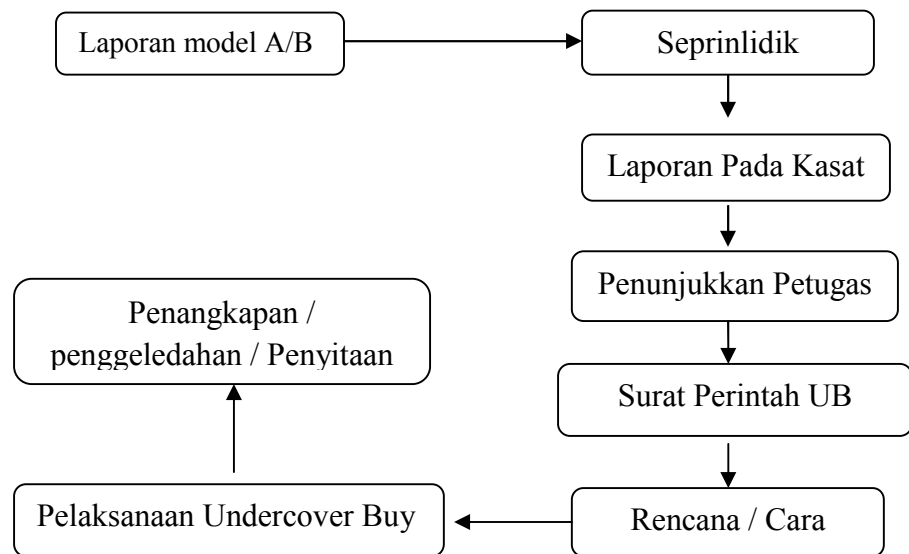 Laporan model A/B
Seprinlidik
Laporan Pada Kasat
Penunjukkan Petugas
Surat Perintah UB
Rencana / Cara
Pelaksanaan Undercover Buy
Penangkapan /
penggeledahan / Penyitaan